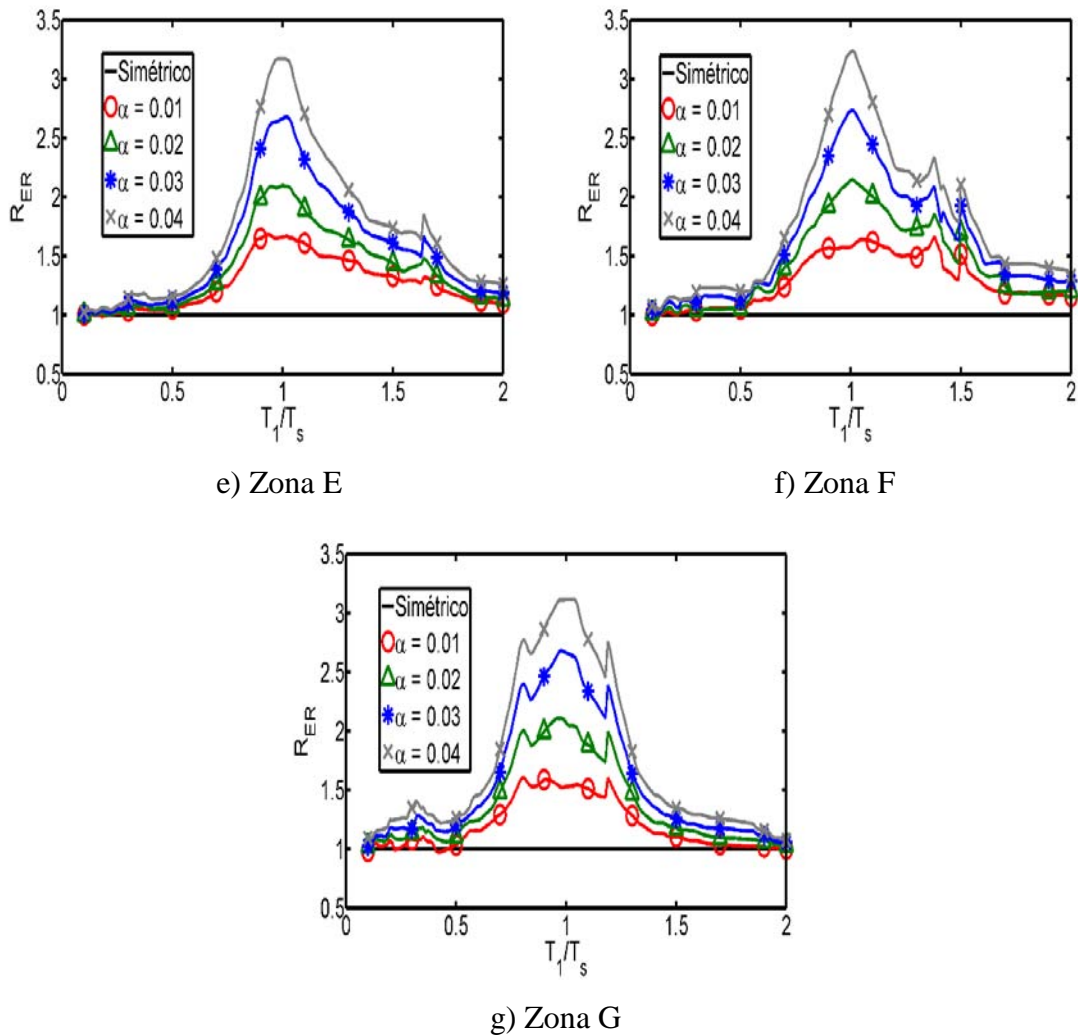 3.5
3
2.5
2
1.5
1
0.5
R_ER
Simétrico
α = 0.01
α = 0.02
α = 0.03
α = 0.04
0 0.5 1 1.5 2
T_1/T_s
e) Zona E
3.5
3
2.5
2
1.5
1
0.5
R_ER
Simétrico
α = 0.01
α = 0.02
α = 0.03
α = 0.04
0 0.5 1 1.5 2
T_1/T_s
f) Zona F
3.5
3
2.5
2
1.5
1
0.5
R_ER
Simétrico
α = 0.01
α = 0.02
α = 0.03
α = 0.04
0 0.5 1 1.5 2
T_1/T_s
g) Zona G